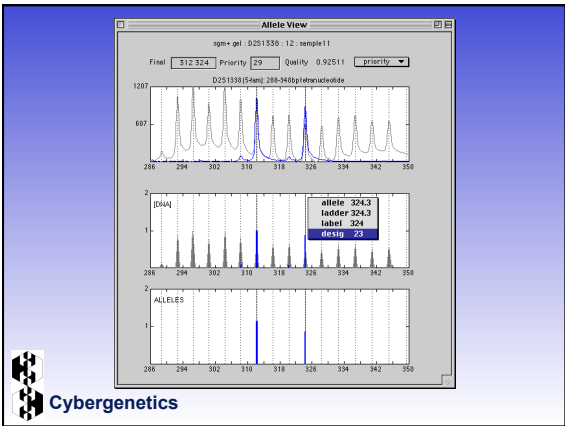 Allele View
sgm+.gel : D2S1338 : 12 : sample11
Final 312 324 Priority 29 Quality 0.92511 priority
D2S1338 [5-fam]: 288-348bp tetranucleotide
1207
607
286 294 302 310 318 326 334 342 350
2
[DNA]
1
allele 324.3
ladder 324.3
label 324
desig 23
286 294 302 310 318 326 334 342 350
2
ALLELES
1
286 294 302 310 318 326 334 342 350
Cybergenetics